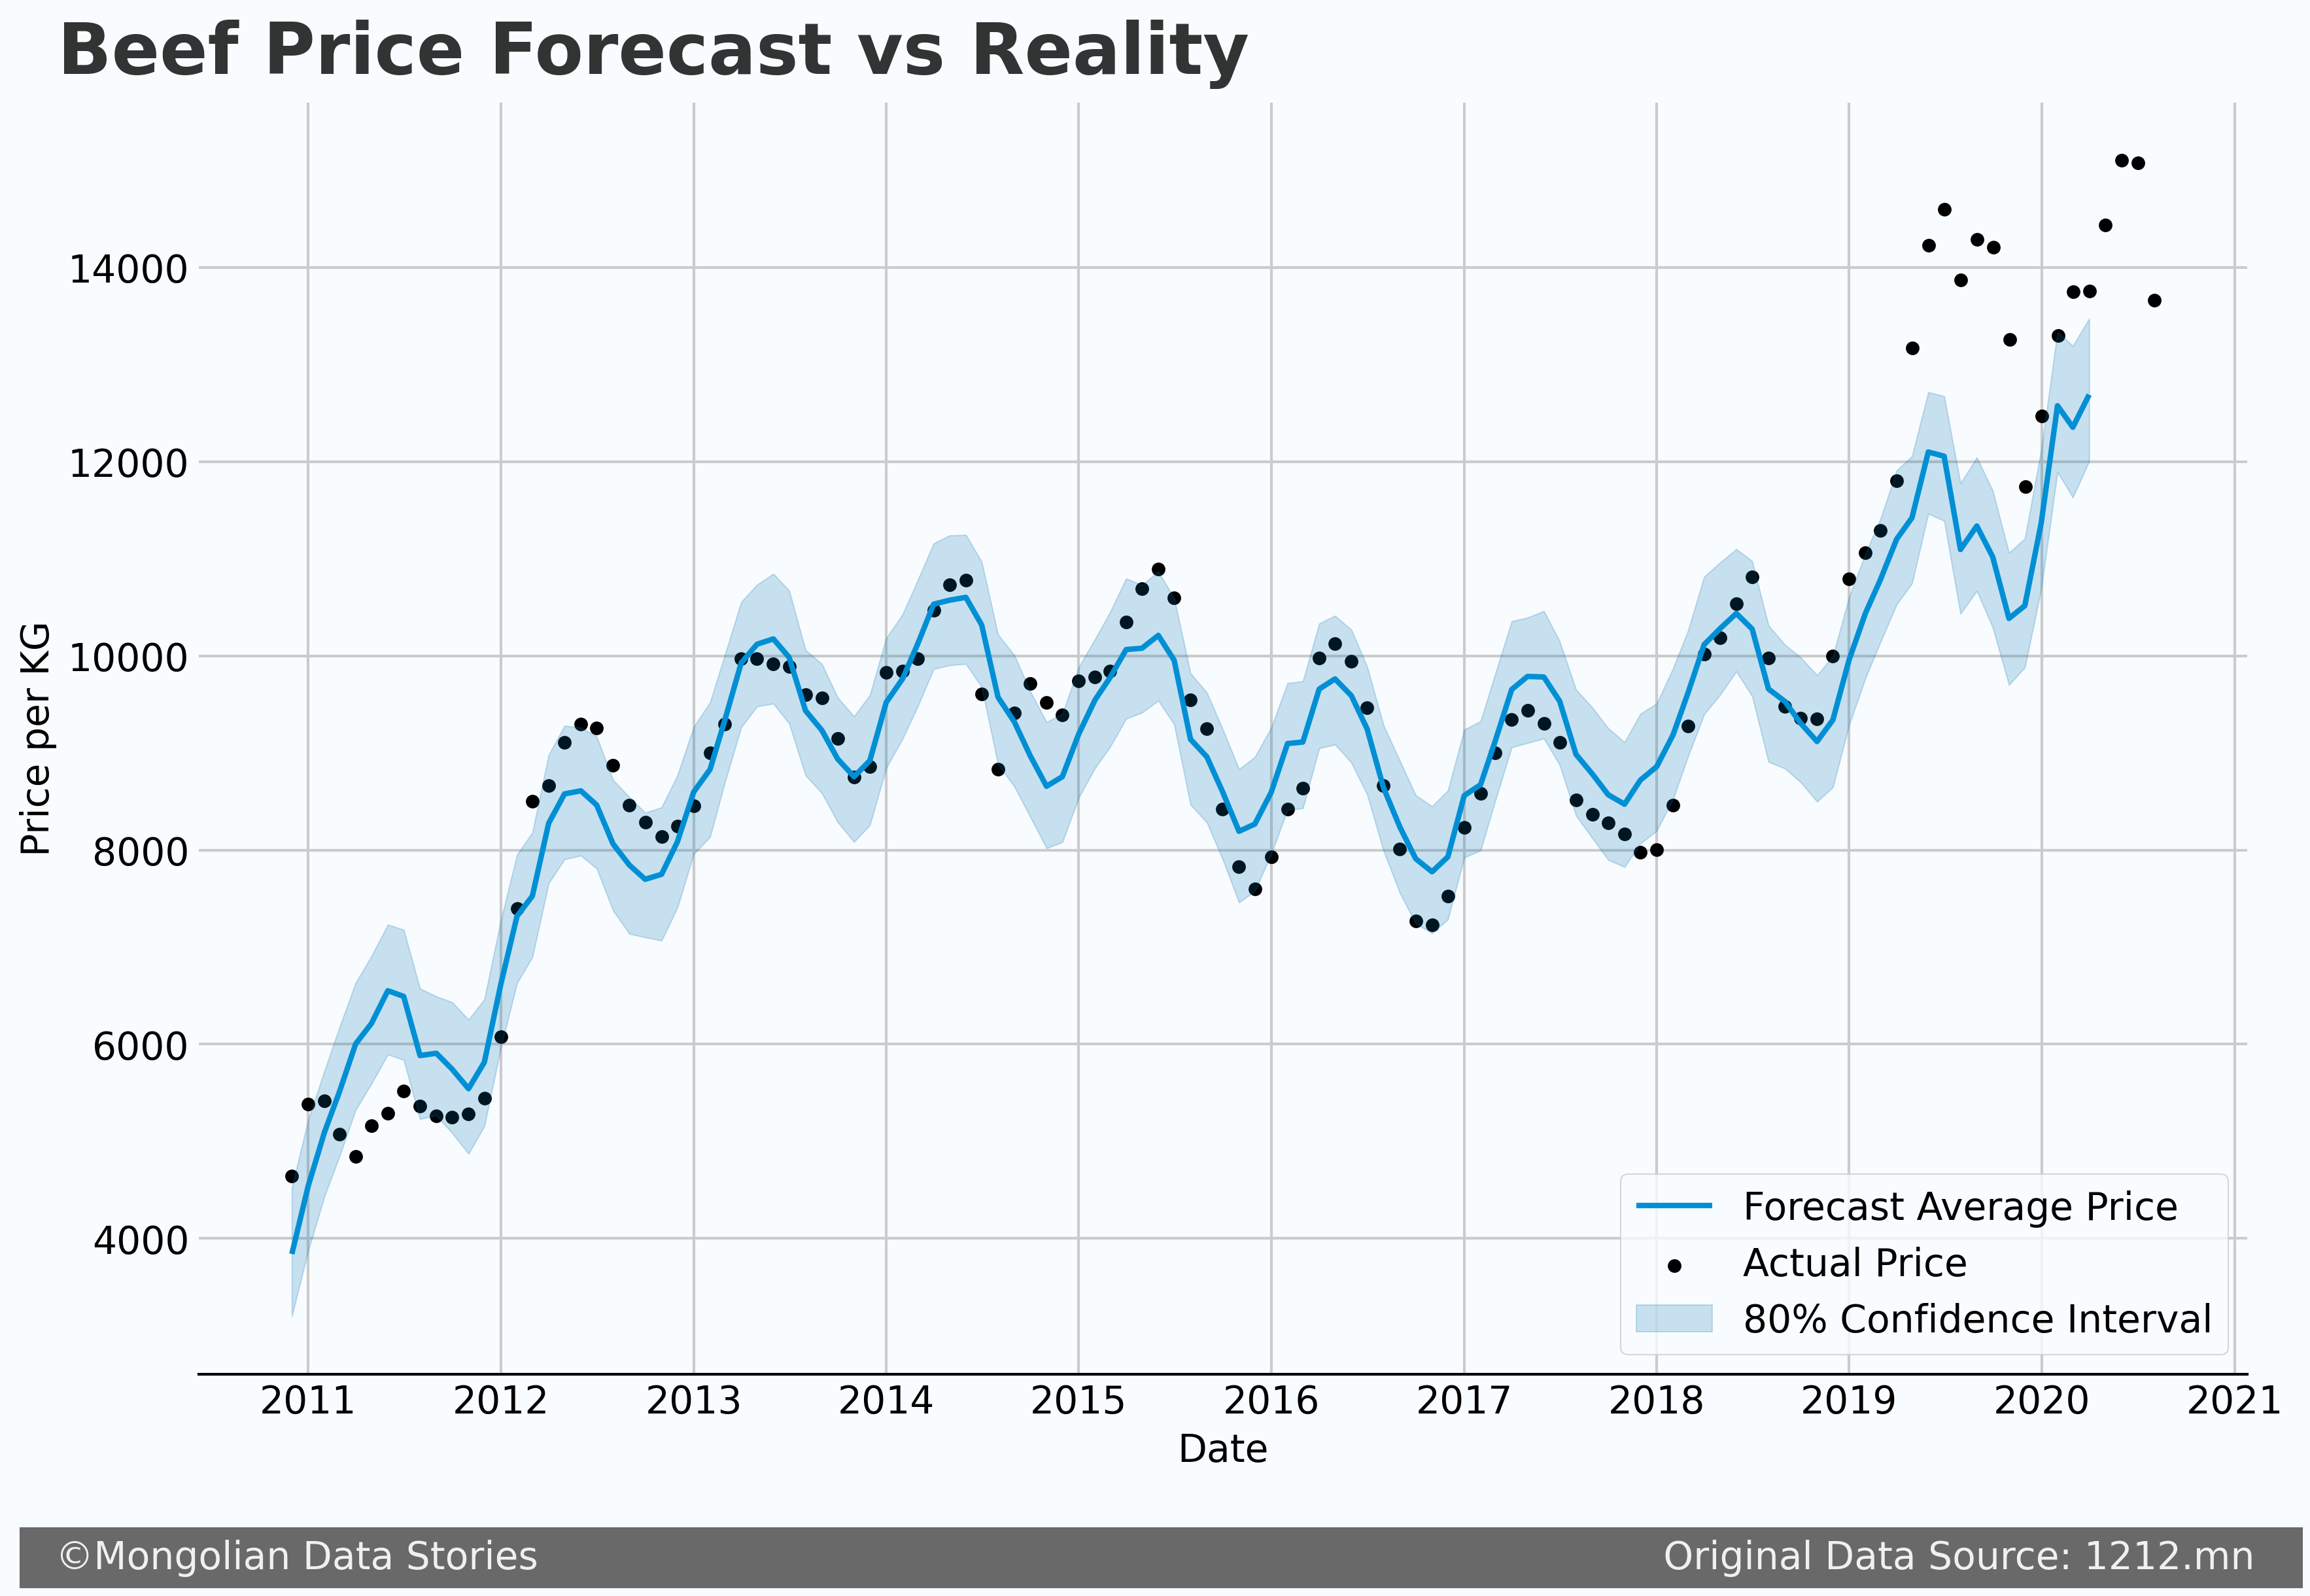 Beef Price Forecast vs Reality
14000
12000
10000
8000
6000
4000
Price per KG
Forecast Average Price
Actual Price
80% Confidence Interval
2011 2012 2013 2014 2015 2016 2017 2018 2019 2020 2021
Date
©Mongolian Data Stories
Original Data Source: 1212.mn